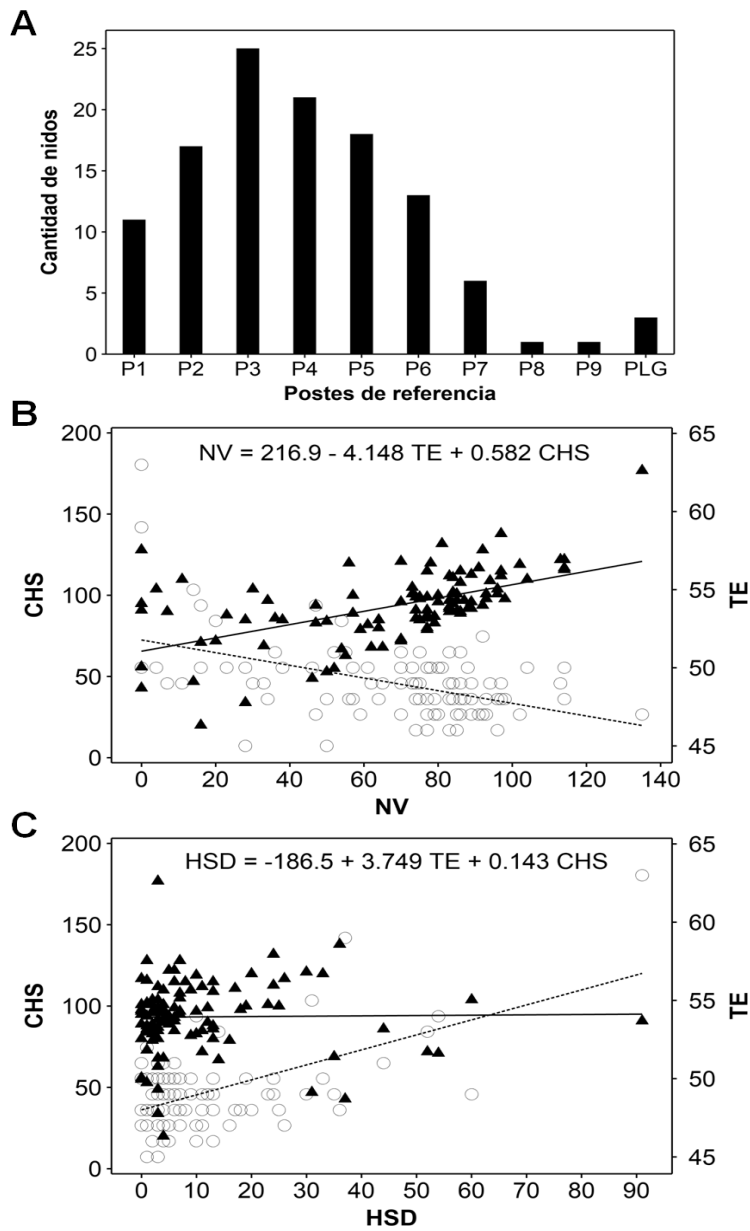 A
25
20
15
10
5
0
Cantidad de nidos
P1 P2 P3 P4 P5 P6 P7 P8 P9 PLG
Postes de referencia
B
NV = 216.9 - 4.148 TE + 0.582 CHS
200
150
100
50
0
CHS
65
60
55
50
45
TE
0 20 40 60 80 100 120 140
NV
C
HSD = -186.5 + 3.749 TE + 0.143 CHS
200
150
100
50
0
CHS
65
60
55
50
45
TE
0 10 20 30 40 50 60 70 80 90
HSD